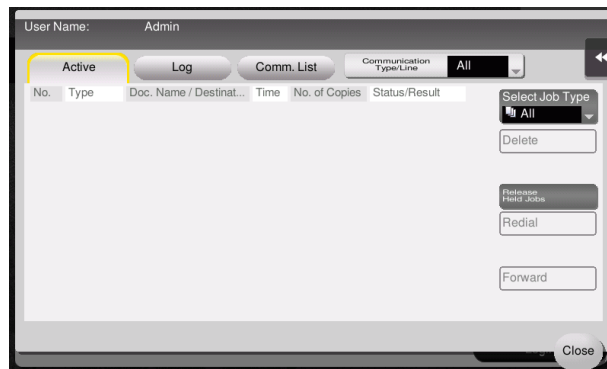 User Name: Admin
Active Log Comm. List Communication Type/Line All
No. Type Doc. Name / Destinat... Time No. of Copies Status/Result
Select Job Type
All
Delete
Release
Held Jobs
Redial
Forward
Close